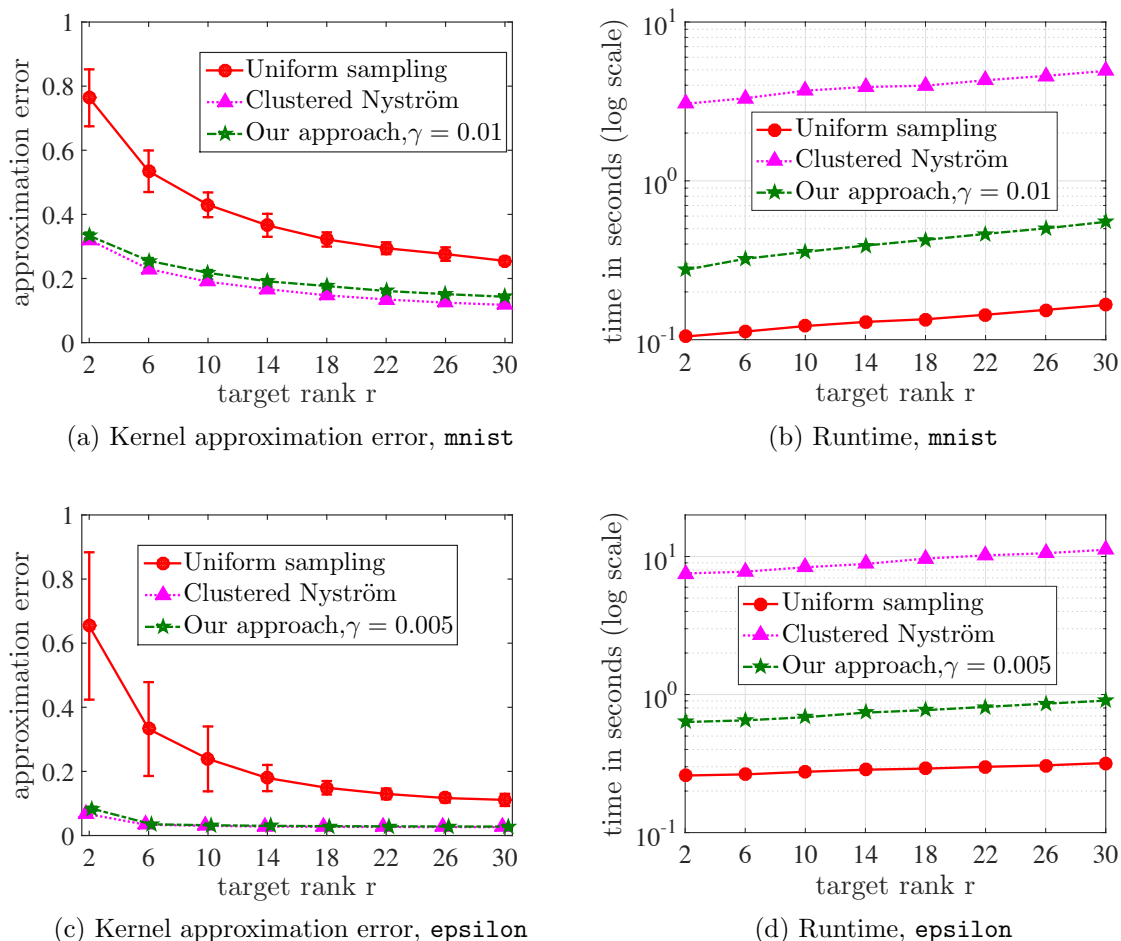 approximation error
1
0.8
0.6
0.4
0.2
0
Uniform sampling
Clustered Nyström
Our approach,γ = 0.01
2 6 10 14 18 22 26 30
target rank r
(a) Kernel approximation error, mnist
time in seconds (log scale)
10^1
10^0
10^-1
Uniform sampling
Clustered Nyström
Our approach,γ = 0.01
2 6 10 14 18 22 26 30
target rank r
(b) Runtime, mnist
approximation error
1
0.8
0.6
0.4
0.2
0
Uniform sampling
Clustered Nyström
Our approach,γ = 0.005
2 6 10 14 18 22 26 30
target rank r
(c) Kernel approximation error, epsilon
time in seconds (log scale)
10^1
10^0
10^-1
Uniform sampling
Clustered Nyström
Our approach,γ = 0.005
2 6 10 14 18 22 26 30
target rank r
(d) Runtime, epsilon